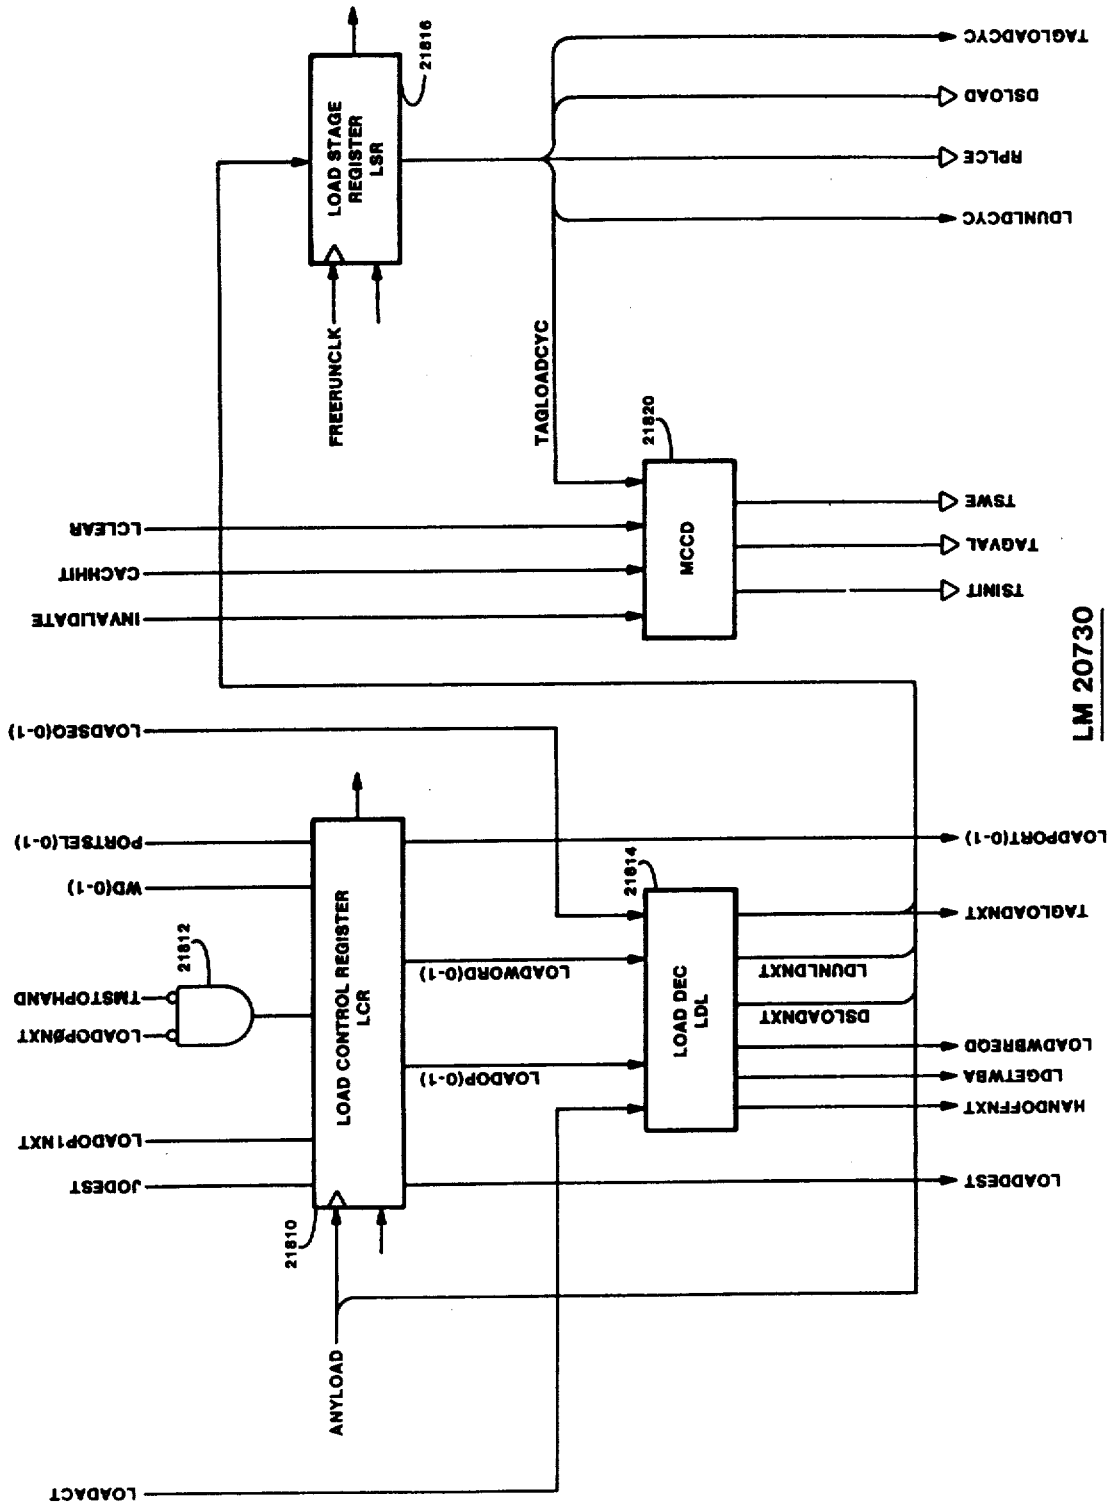 LOADACT
JODEST
LOADOP1NXT
LOADOPØNXT
TMSTOPHAND
21812
WD(0-1)
PORTSEL(0-1)
LOADSEQ(0-1)
INVALIDATE
CACHHIT
LCLEAR
ANYLOAD
21810
LOAD CONTROL REGISTER
LCR
FREERUNCLK
LOAD STAGE
REGISTER
LSR
21816
LOADOP(0-1)
LOADWORD(0-1)
TAGLOADCYC
LOAD DEC
LDL
21814
MCCD
21820
DSLOADNXT
LDUNLDNXT
LOADDEST
HANDOFFNXT
LDGETWBA
LOADWBREQD
TAGLOADNXT
LOADPORT(0-1)
TSINIT
TAGVAL
TSWE
LDUNLDCYC
RPLCE
DSLOAD
TAGLOADCYC
LM 20730